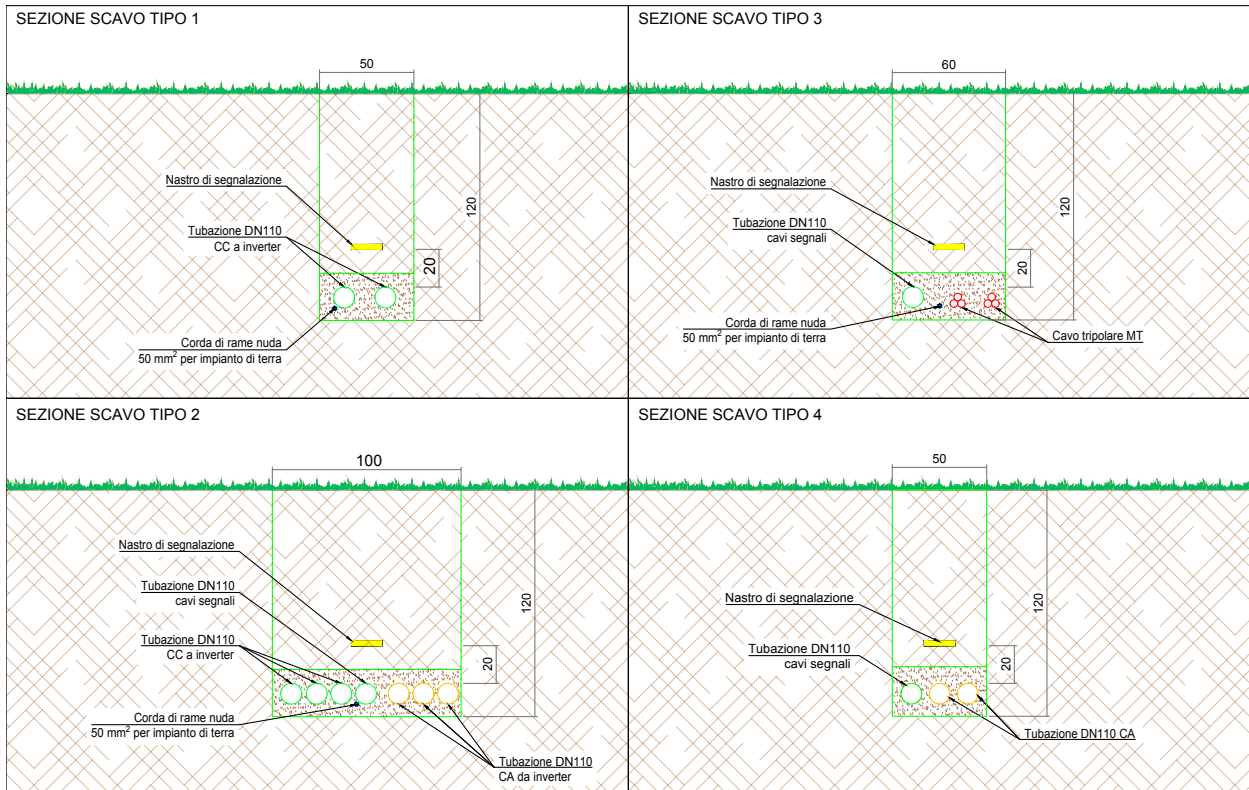 SEZIONE SCAVO TIPO 1
50
Nastro di segnalazione
Tubazione DN110
CC a inverter
20
120
Corda di rame nuda
50 mm² per impianto di terra
SEZIONE SCAVO TIPO 3
60
Nastro di segnalazione
Tubazione DN110
cavi segnali
20
120
Corda di rame nuda
50 mm² per impianto di terra
Cavo tripolare MT
SEZIONE SCAVO TIPO 2
100
Nastro di segnalazione
Tubazione DN110
cavi segnali
Tubazione DN110
CC a inverter
20
120
Corda di rame nuda
50 mm² per impianto di terra
Tubazione DN110
CA da inverter
SEZIONE SCAVO TIPO 4
50
Nastro di segnalazione
Tubazione DN110
cavi segnali
20
120
Tubazione DN110 CA